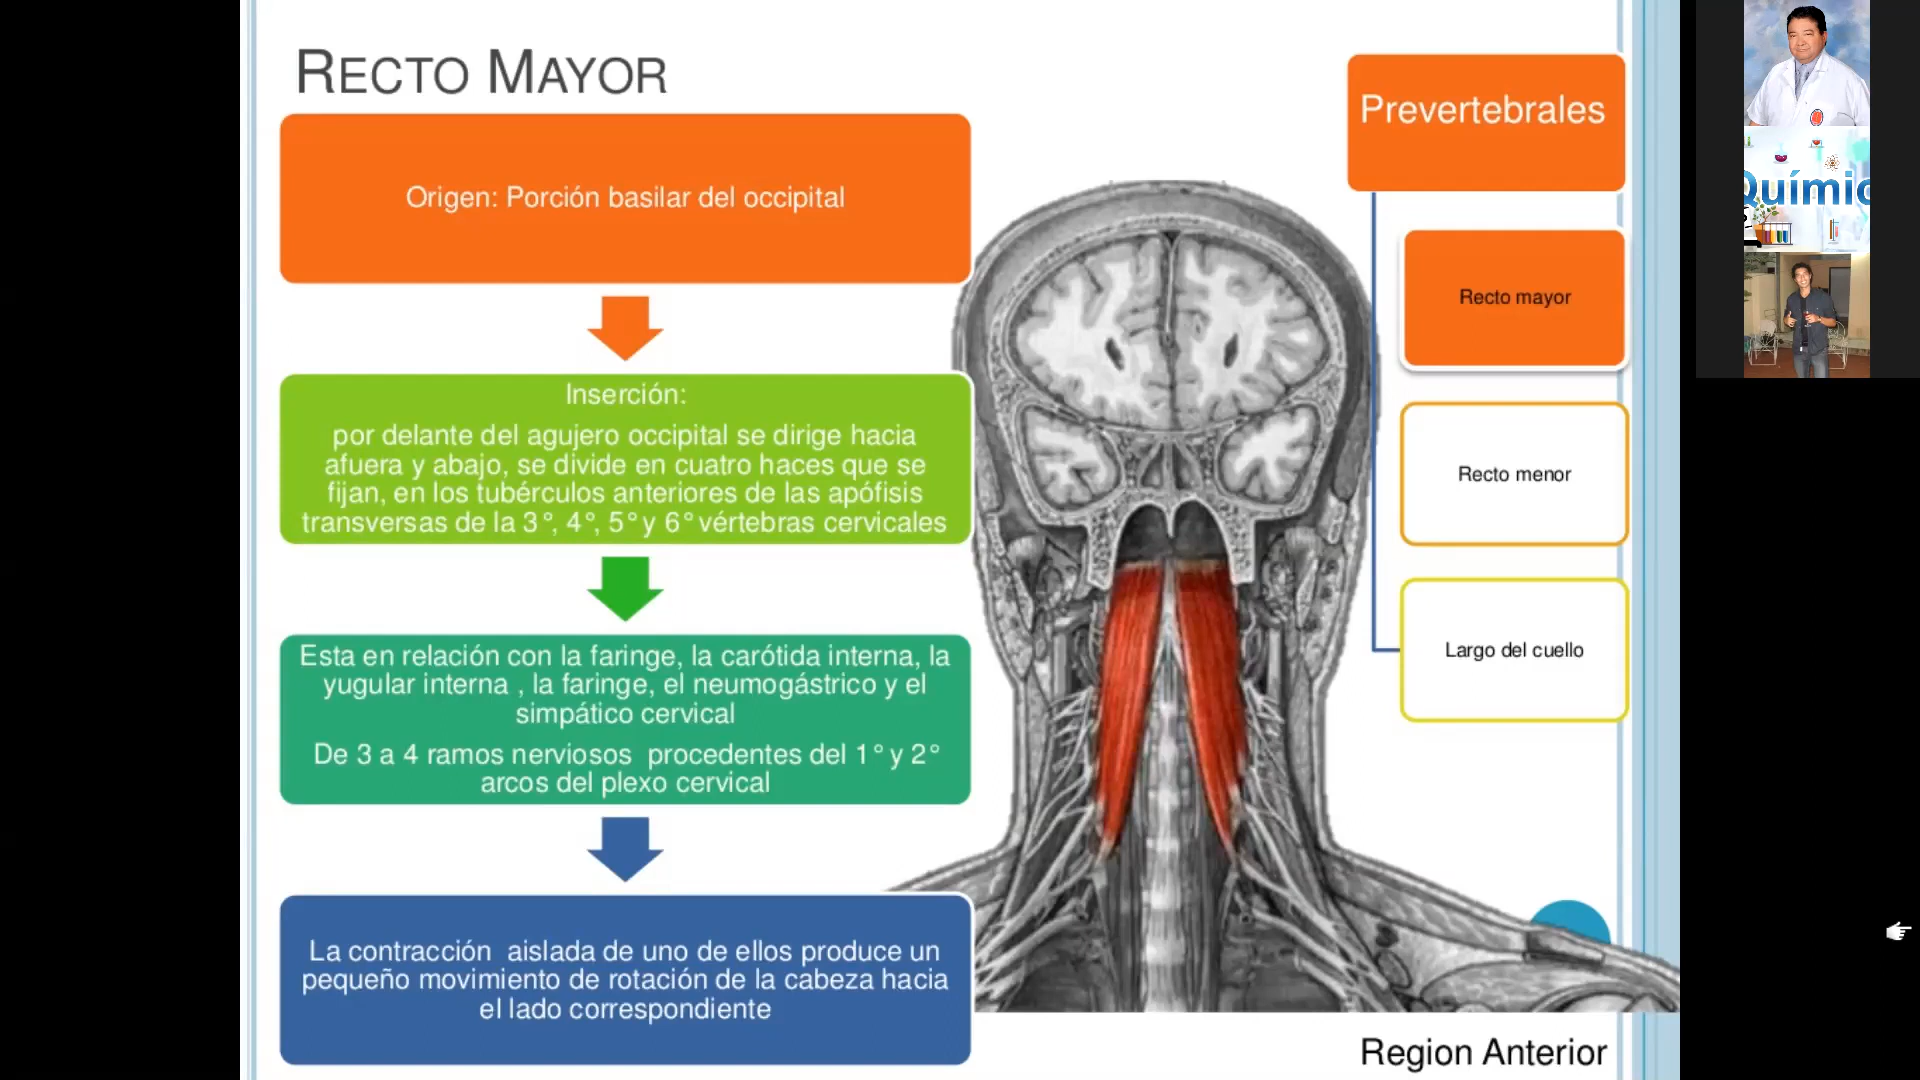 RECTO MAYOR
Origen: Porción basilar del occipital
Inserción:
por delante del agujero occipital se dirige hacia
afuera y abajo, se divide en cuatro haces que se
fijan, en los tubérculos anteriores de las apófisis
transversas de la 3°, 4°, 5° y 6° vértebras cervicales
Esta en relación con la faringe, la carótida interna, la
yugular interna , la faringe, el neumogástrico y el
simpático cervical
De 3 a 4 ramos nerviosos procedentes del 1° y 2°
arcos del plexo cervical
La contracción aislada de uno de ellos produce un
pequeño movimiento de rotación de la cabeza hacia
el lado correspondiente
Prevertebrales
Recto mayor
Recto menor
Largo del cuello
Region Anterior
Químic